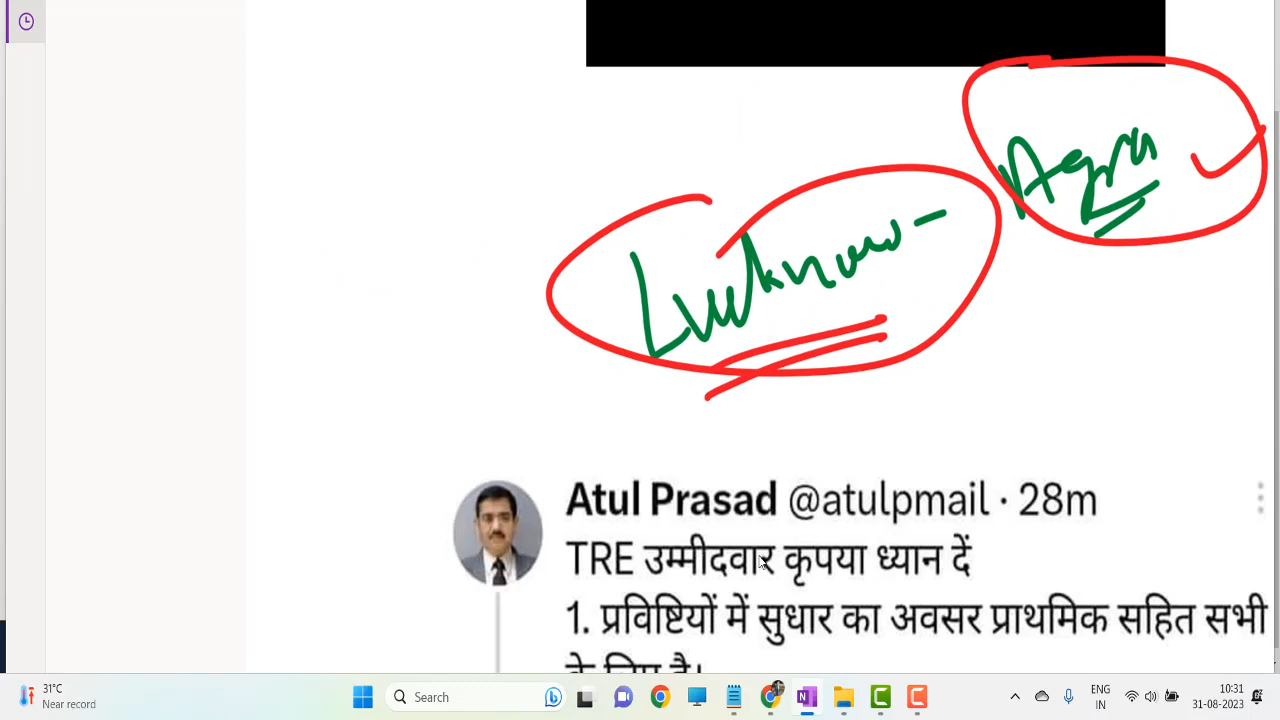 Agra
Lucknow -
Atul Prasad @atulpmail · 28m
TRE उम्मीदवार कृपया ध्यान दें
1. प्रविष्टियों में सुधार का अवसर प्राथमिक सहित सभी
के लिए है।
31°C
Near record
Search
ENG
IN
10:31
31-08-2023